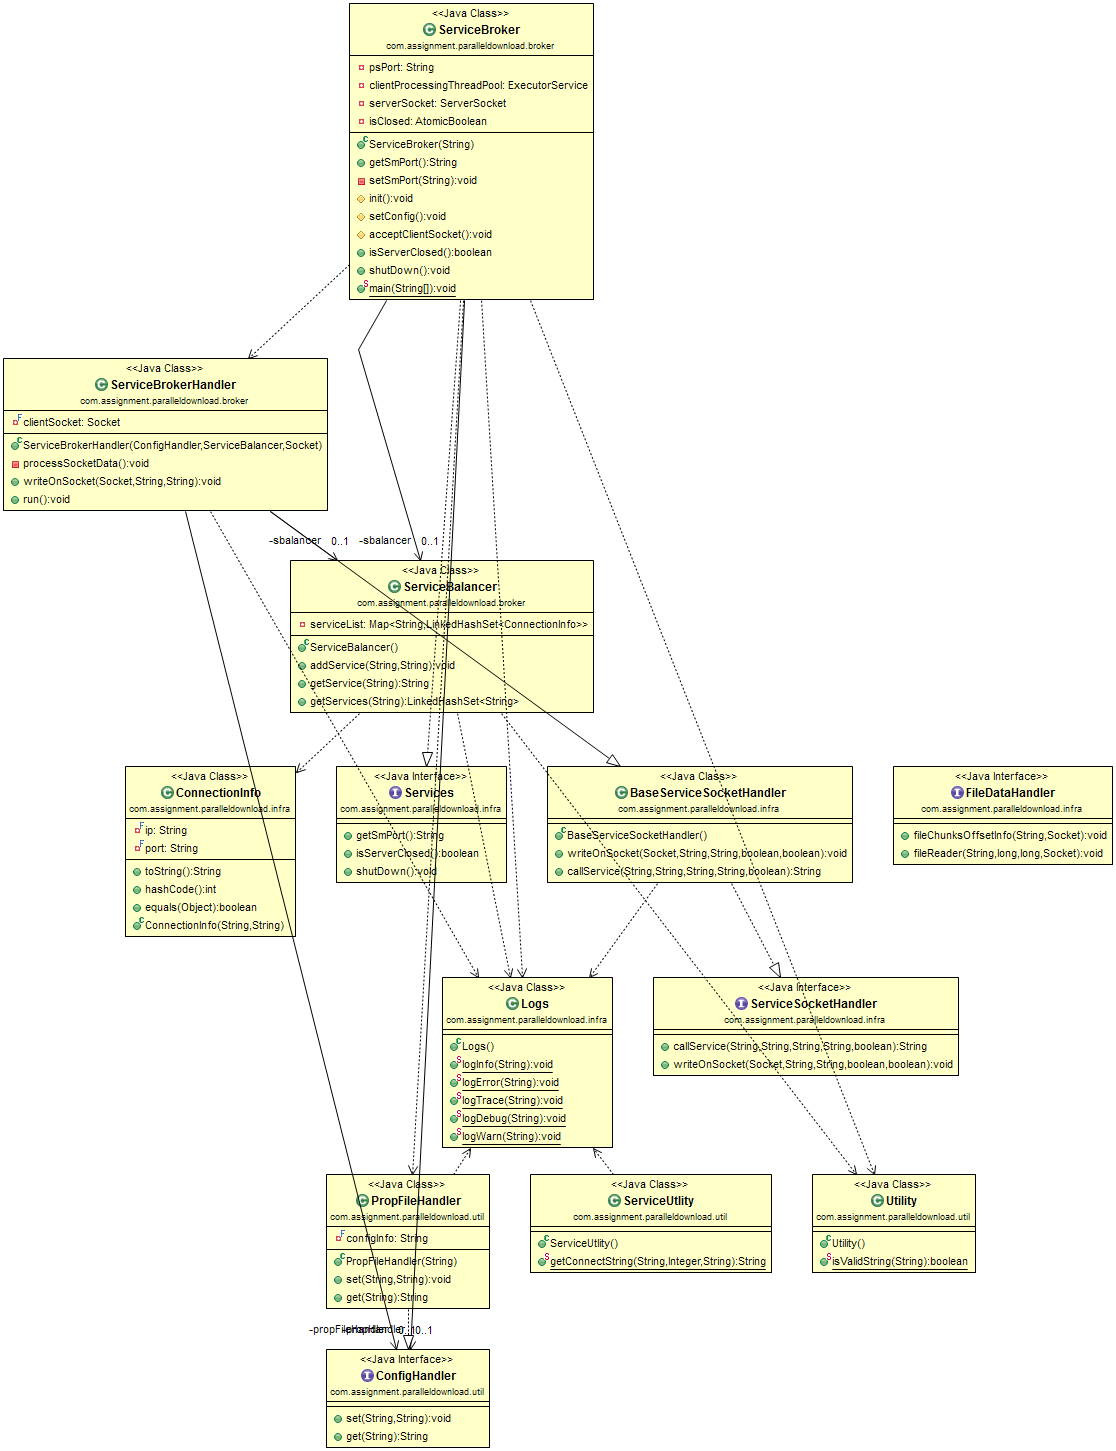 <<Java Class>>
ServiceBroker
com.assignment.paralleldownload.broker
psPort: String
clientProcessingThreadPool: ExecutorService
serverSocket: ServerSocket
isClosed: AtomicBoolean
ServiceBroker(String)
getSmPort():String
setSmPort(String):void
init():void
setConfig():void
acceptClientSocket():void
isServerClosed():boolean
shutDown():void
main(String[]):void
<<Java Class>>
ServiceBrokerHandler
com.assignment.paralleldownload.broker
clientSocket: Socket
ServiceBrokerHandler(ConfigHandler,ServiceBalancer,Socket)
processSocketData():void
writeOnSocket(Socket,String,String):void
run():void
-sbalancer 0..1 -sbalancer 0..1
<<Java Class>>
ServiceBalancer
com.assignment.paralleldownload.broker
serviceList: Map<String,LinkedHashSet<ConnectionInfo>>
ServiceBalancer()
addService(String,String):void
getService(String):String
getServices(String):LinkedHashSet<String>
<<Java Class>>
ConnectionInfo
com.assignment.paralleldownload.infra
ip: String
port: String
toString():String
hashCode():int
equals(Object):boolean
ConnectionInfo(String,String)
<<Java Interface>>
Services
com.assignment.paralleldownload.infra
getSmPort():String
isServerClosed():boolean
shutDown():void
<<Java Class>>
BaseServiceSocketHandler
com.assignment.paralleldownload.infra
BaseServiceSocketHandler()
writeOnSocket(Socket,String,String,boolean,boolean):void
callService(String,String,String,String,boolean):String
<<Java Interface>>
FileDataHandler
com.assignment.paralleldownload.infra
fileChunksOffsetInfo(String,Socket):void
fileReader(String,long,long,Socket):void
<<Java Class>>
Logs
com.assignment.paralleldownload.infra
Logs()
logInfo(String):void
logError(String):void
logTrace(String):void
logDebug(String):void
logWarn(String):void
<<Java Interface>>
ServiceSocketHandler
com.assignment.paralleldownload.infra
callService(String,String,String,String,boolean):String
writeOnSocket(Socket,String,String,boolean,boolean):void
<<Java Class>>
PropFileHandler
com.assignment.paralleldownload.util
configInfo: String
PropFileHandler(String)
set(String,String):void
get(String):String
<<Java Class>>
ServiceUtlity
com.assignment.paralleldownload.util
ServiceUtlity()
getConnectString(String,Integer,String):String
<<Java Class>>
Utility
com.assignment.paralleldownload.util
Utility()
isValidString(String):boolean
-propFileHandler 0..1
<<Java Interface>>
ConfigHandler
com.assignment.paralleldownload.util
set(String,String):void
get(String):String